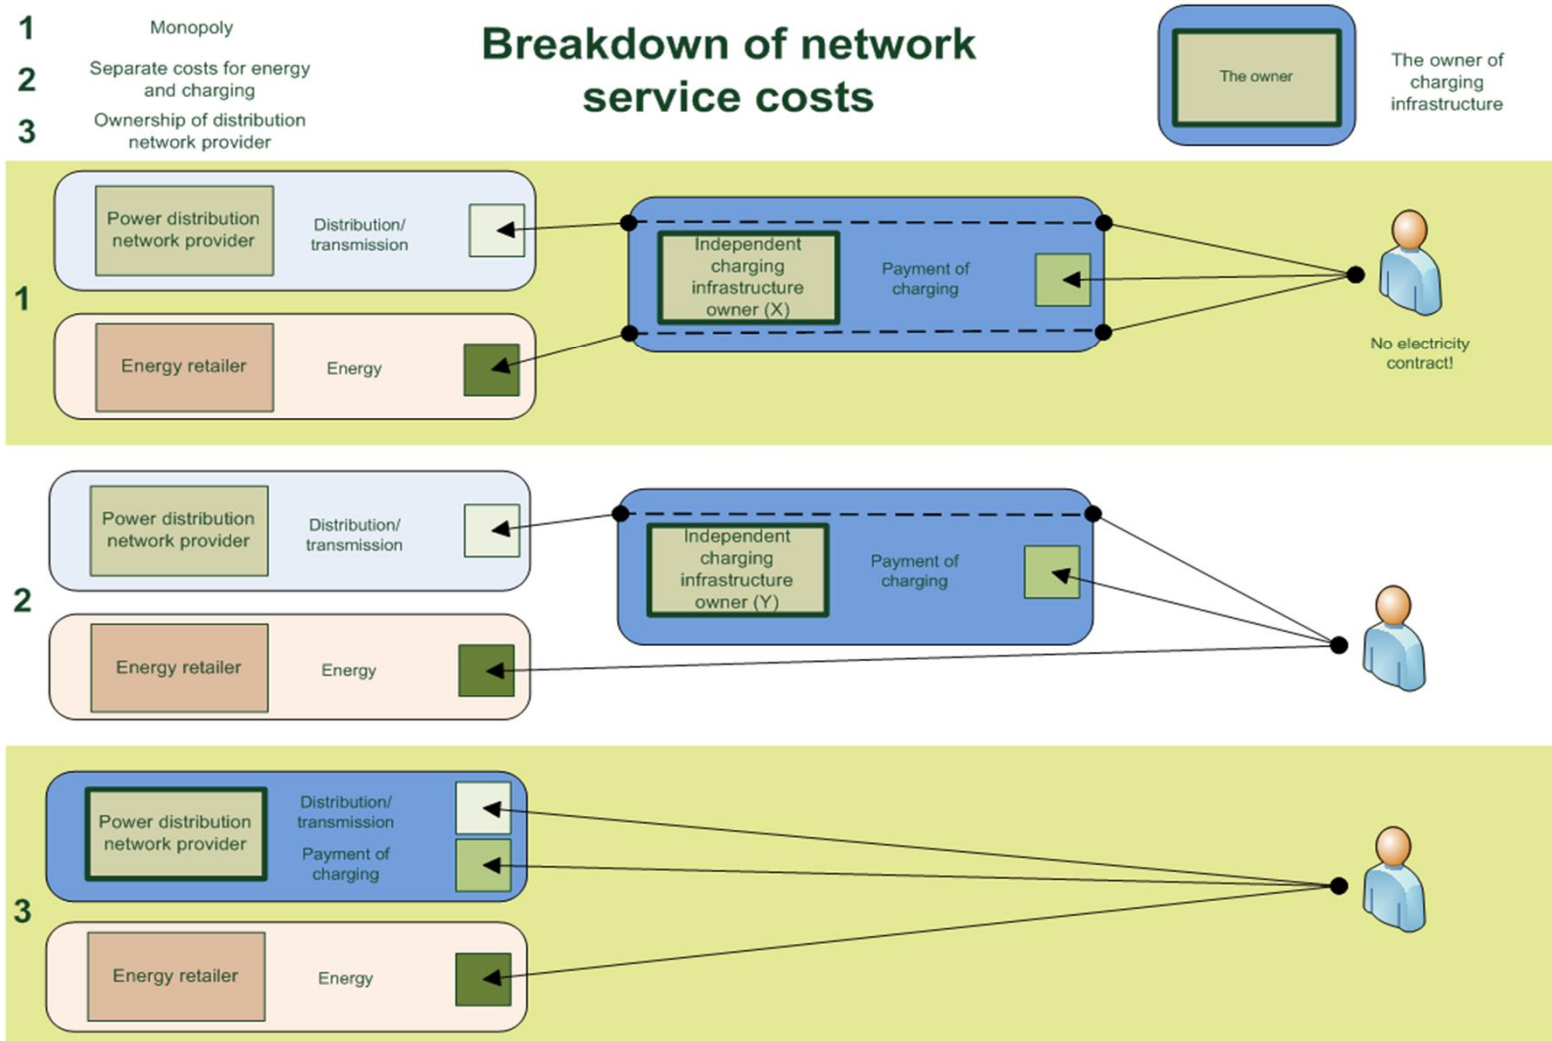 1
Monopoly
2
Separate costs for energy
and charging
3
Ownership of distribution
network provider
Breakdown of network
service costs
The owner
The owner of
charging
infrastructure
1
Power distribution
network provider
Distribution/
transmission
Energy retailer
Energy
Independent
charging
infrastructure
owner (X)
Payment of
charging
No electricity
contract!
2
Power distribution
network provider
Distribution/
transmission
Energy retailer
Energy
Independent
charging
infrastructure
owner (Y)
Payment of
charging
3
Power distribution
network provider
Distribution/
transmission
Payment of
charging
Energy retailer
Energy